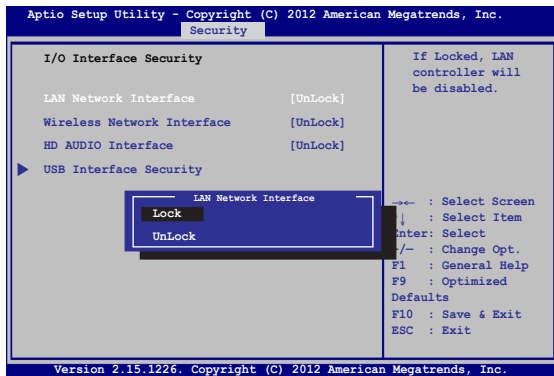 Aptio Setup Utility - Copyright (C) 2012 American Megatrends, Inc.
Security
I/O Interface Security
LAN Network Interface [UnLock]
Wireless Network Interface [UnLock]
HD AUDIO Interface [UnLock]
USB Interface Security
If Locked, LAN
controller will
be disabled.
LAN Network Interface
Lock
UnLock
→← : Select Screen
↓ : Select Item
Enter: Select
/— : Change Opt.
F1 : General Help
F9 : Optimized
Defaults
F10 : Save & Exit
ESC : Exit
Version 2.15.1226. Copyright (C) 2012 American Megatrends, Inc.